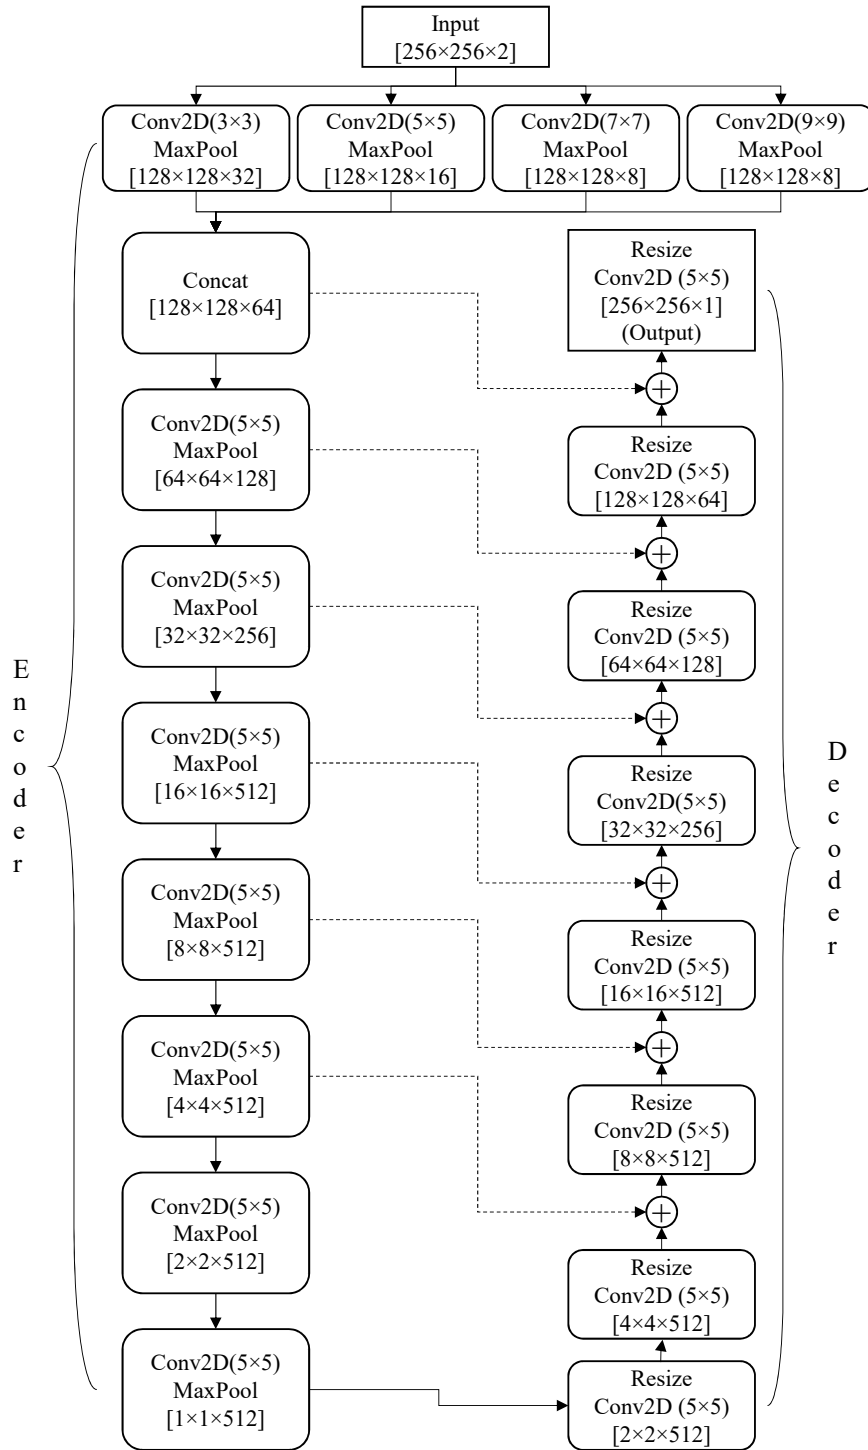 Input
[256×256×2]
Conv2D(3×3)
MaxPool
[128×128×32]
Conv2D(5×5)
MaxPool
[128×128×16]
Conv2D(7×7)
MaxPool
[128×128×8]
Conv2D(9×9)
MaxPool
[128×128×8]
Encoder
Concat
[128×128×64]
Conv2D(5×5)
MaxPool
[64×64×128]
Conv2D(5×5)
MaxPool
[32×32×256]
Conv2D(5×5)
MaxPool
[16×16×512]
Conv2D(5×5)
MaxPool
[8×8×512]
Conv2D(5×5)
MaxPool
[4×4×512]
Conv2D(5×5)
MaxPool
[2×2×512]
Conv2D(5×5)
MaxPool
[1×1×512]
Resize
Conv2D (5×5)
[256×256×1]
(Output)
Resize
Conv2D (5×5)
[128×128×64]
Resize
Conv2D (5×5)
[64×64×128]
Resize
Conv2D(5×5)
[32×32×256]
Resize
Conv2D (5×5)
[16×16×512]
Resize
Conv2D (5×5)
[8×8×512]
Resize
Conv2D (5×5)
[4×4×512]
Resize
Conv2D (5×5)
[2×2×512]
Decoder